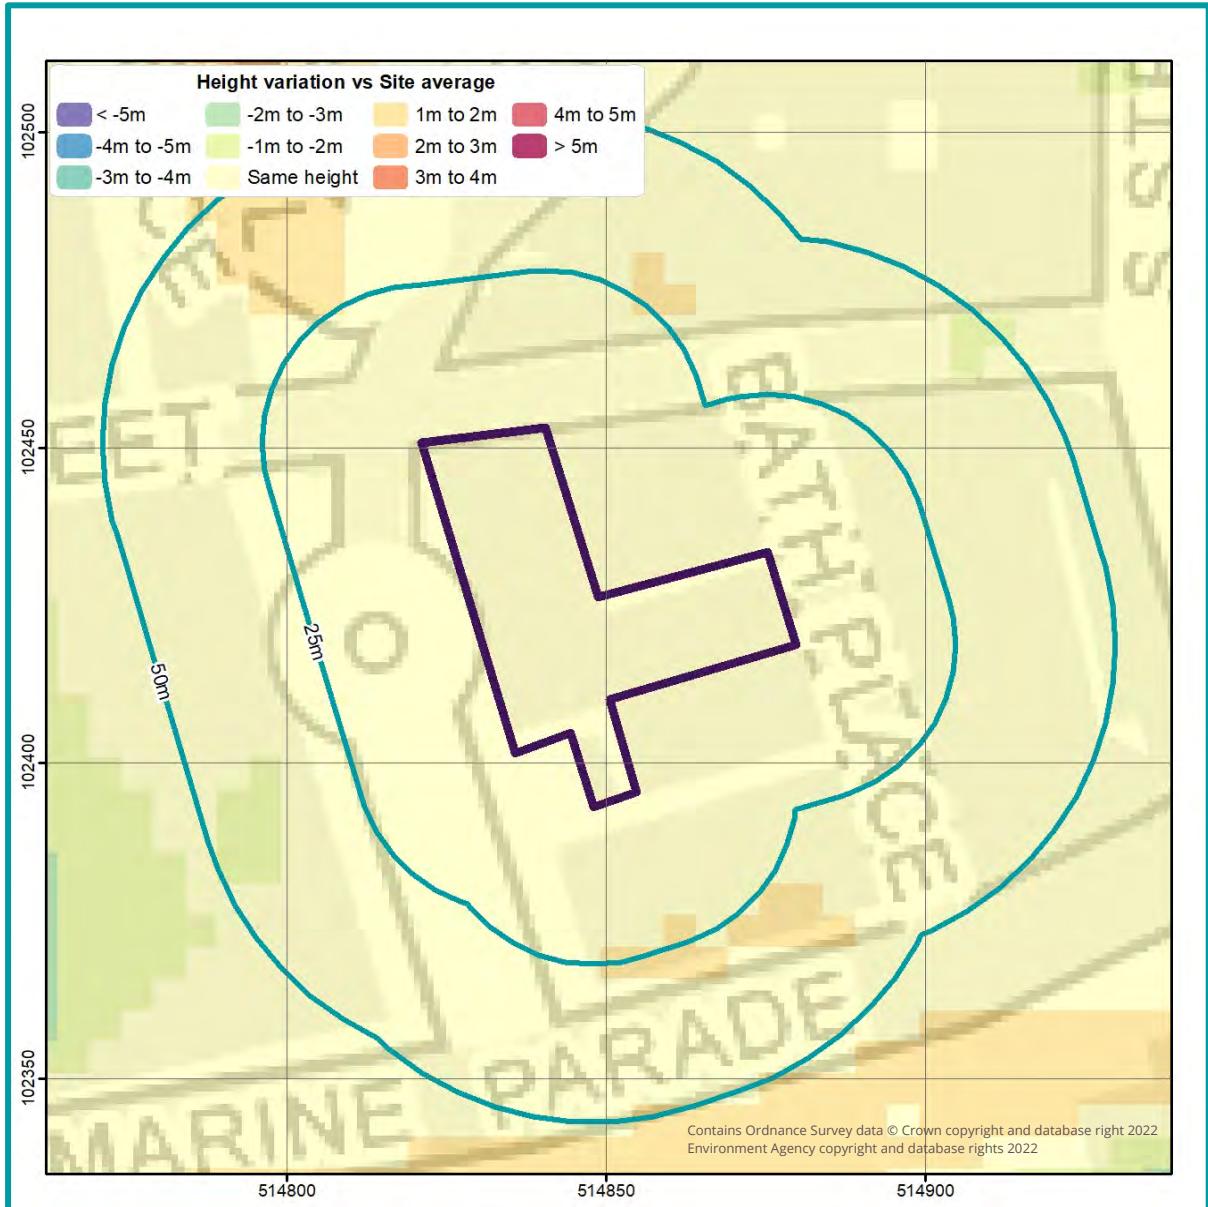 Height variation vs Site average
< -5m -2m to -3m 1m to 2m 4m to 5m
-4m to -5m -1m to -2m 2m to 3m > 5m
-3m to -4m Same height 3m to 4m
102500
102450
102400
102350
EET
BATH PLACE
25m
50m
MARINE PARADE
Contains Ordnance Survey data © Crown copyright and database right 2022
Environment Agency copyright and database rights 2022
514800 514850 514900